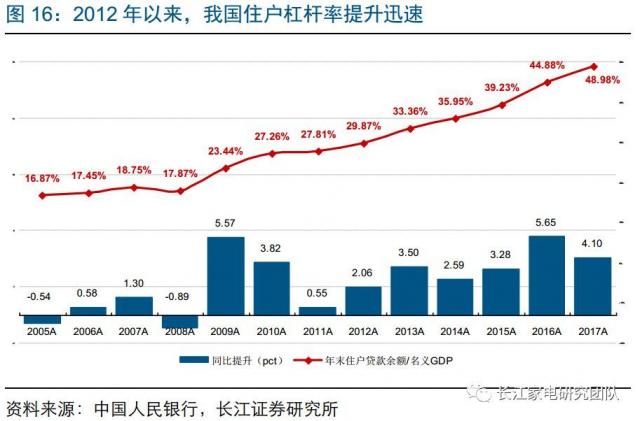 图 16：2012 年以来，我国住户杠杆率提升迅速
16.87% 17.45% 18.75% 17.87% 23.44% 27.26% 27.81% 29.87% 33.36% 35.95% 39.23% 44.88% 48.98%
-0.54 0.58 1.30 -0.89 5.57 3.82 0.55 2.06 3.50 2.59 3.28 5.65 4.10
2005A 2006A 2007A 2008A 2009A 2010A 2011A 2012A 2013A 2014A 2015A 2016A 2017A
同比提升（pct） 年末住户贷款余额/名义GDP
长江家电研究团队
资料来源：中国人民银行，长江证券研究所